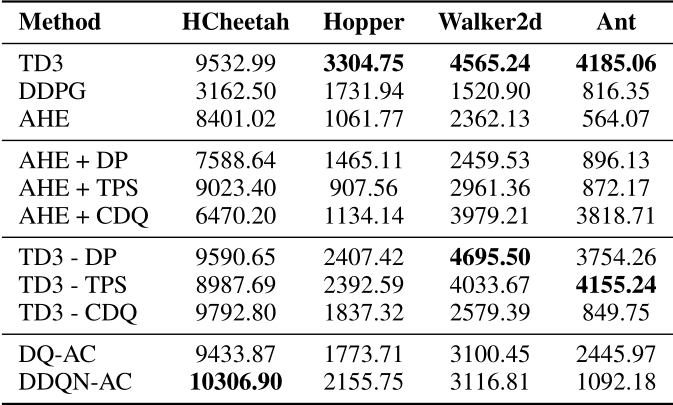 Method HCheetah Hopper Walker2d Ant
TD3 9532.99 3304.75 4565.24 4185.06
DDPG 3162.50 1731.94 1520.90 816.35
AHE 8401.02 1061.77 2362.13 564.07
AHE + DP 7588.64 1465.11 2459.53 896.13
AHE + TPS 9023.40 907.56 2961.36 872.17
AHE + CDQ 6470.20 1134.14 3979.21 3818.71
TD3 - DP 9590.65 2407.42 4695.50 3754.26
TD3 - TPS 8987.69 2392.59 4033.67 4155.24
TD3 - CDQ 9792.80 1837.32 2579.39 849.75
DQ-AC 9433.87 1773.71 3100.45 2445.97
DDQN-AC 10306.90 2155.75 3116.81 1092.18